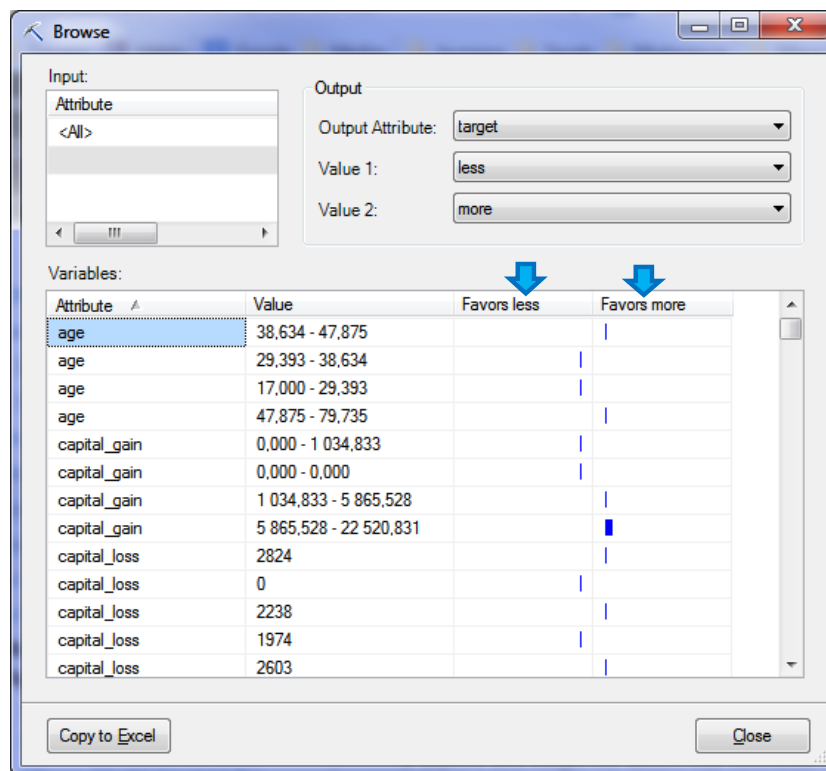 Browse
Input:
Attribute
<All>
Output
Output Attribute: target
Value 1: less
Value 2: more
Variables:
Attribute Value Favors less Favors more
age 38,634 - 47,875
age 29,393 - 38,634
age 17,000 - 29,393
age 47,875 - 79,735
capital_gain 0,000 - 1 034,833
capital_gain 0,000 - 0,000
capital_gain 1 034,833 - 5 865,528
capital_gain 5 865,528 - 22 520,831
capital_loss 2824
capital_loss 0
capital_loss 2238
capital_loss 1974
capital_loss 2603
Copy to Excel Close